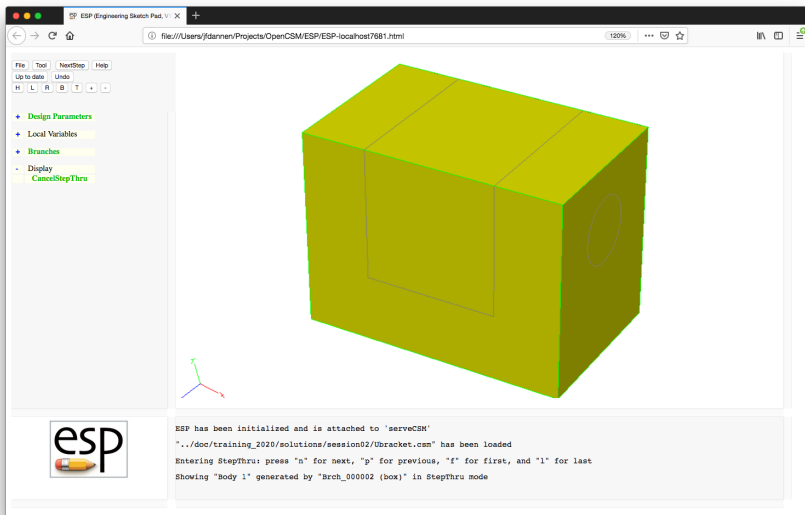 ESP (Engineering Sketch Pad, V1
file:///Users/jfdannen/Projects/OpenCSM/ESP/ESP-localhost7681.html
120%
File Tool NextStep Help
Up to date Undo
H L R B T + -
+ Design Parameters
+ Local Variables
+ Branches
- Display
CancelStepThru
Y
X
esp
ESP has been initialized and is attached to 'serveCSM'
"../doc/training_2020/solutions/session02/Ubracket.csm" has been loaded
Entering StepThru: press "n" for next, "p" for previous, "f" for first, and "l" for last
Showing "Body 1" generated by "Brch_000002 (box)" in StepThru mode